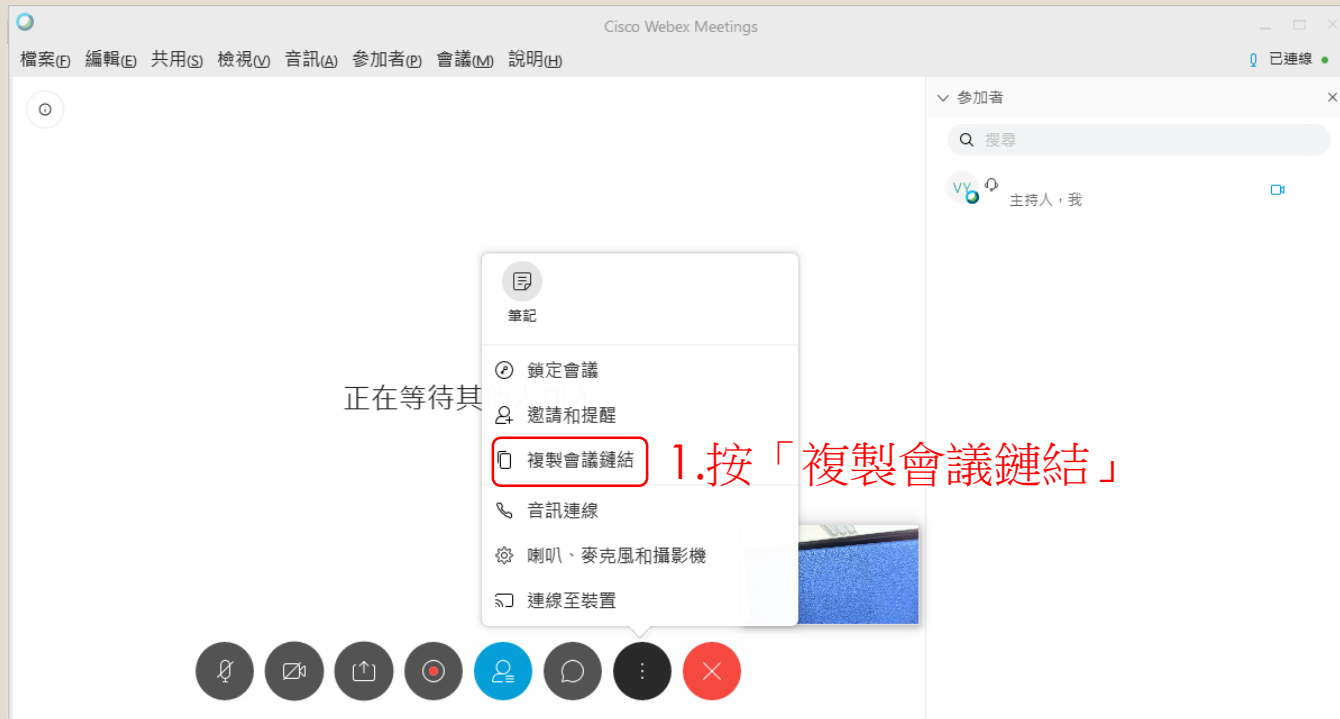 Cisco Webex Meetings
檔案(F) 編輯(E) 共用(S) 檢視(V) 音訊(A) 參加者(P) 會議(M) 說明(H) 已連線
參加者
搜尋
VY
主持人，我
筆記
鎖定會議
正在等待其
邀請和提醒
複製會議鏈結
1.按「複製會議鏈結」
音訊連線
喇叭、麥克風和攝影機
連線至裝置